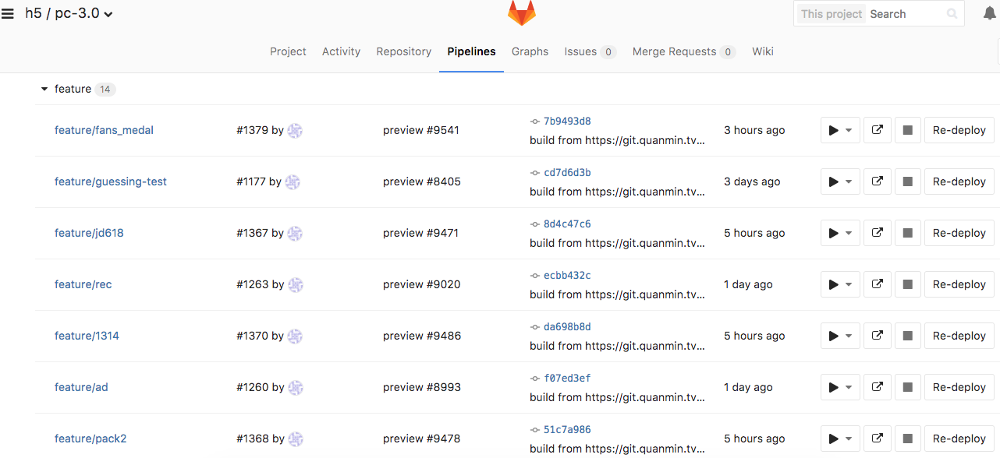 h5 / pc-3.0
This project Search
Project Activity Repository Pipelines Graphs Issues 0 Merge Requests 0 Wiki
feature 14
feature/fans_medal #1379 by preview #9541 7b9493d8 3 hours ago Re-deploy
build from https://git.quanmin.tv...
feature/guessing-test #1177 by preview #8405 cd7d6d3b 3 days ago Re-deploy
build from https://git.quanmin.tv...
feature/jd618 #1367 by preview #9471 8d4c47c6 5 hours ago Re-deploy
build from https://git.quanmin.tv...
feature/rec #1263 by preview #9020 ecbb432c 1 day ago Re-deploy
build from https://git.quanmin.tv...
feature/1314 #1370 by preview #9486 da698b8d 5 hours ago Re-deploy
build from https://git.quanmin.tv...
feature/ad #1260 by preview #8993 f07ed3ef 1 day ago Re-deploy
build from https://git.quanmin.tv...
feature/pack2 #1368 by preview #9478 51c7a986 5 hours ago Re-deploy
build from https://git.quanmin.tv...